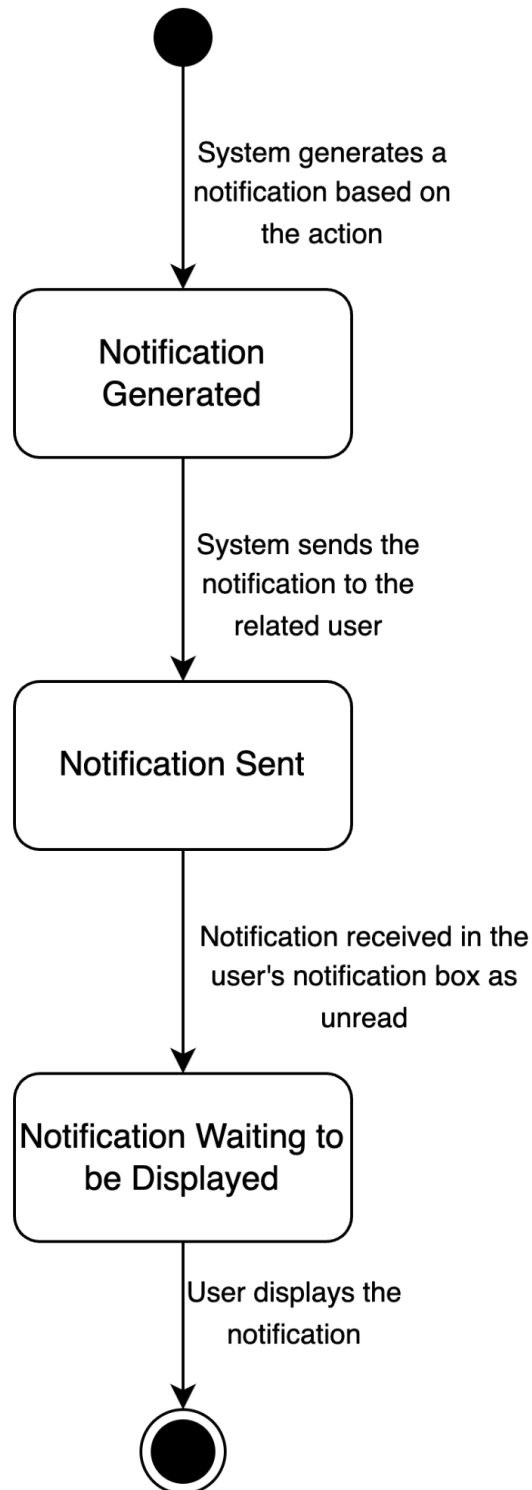 System generates a
notification based on
the action
Notification
Generated
System sends the
notification to the
related user
Notification Sent
Notification received in the
user's notification box as
unread
Notification Waiting to
be Displayed
User displays the
notification